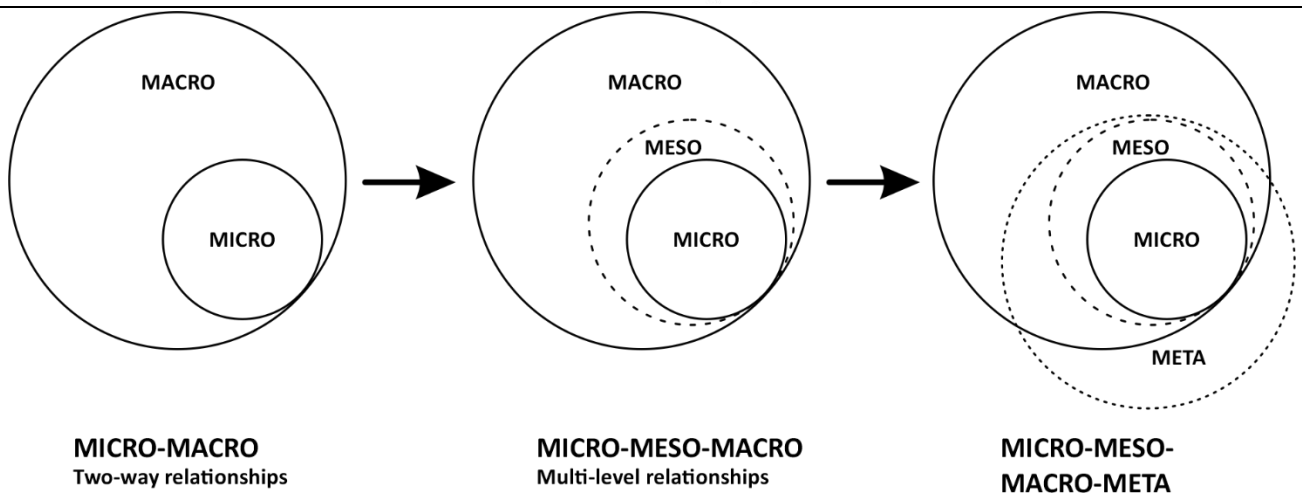 MACRO
MICRO
MICRO-MACRO
Two-way relationships
MACRO
MESO
MICRO
MICRO-MESO-MACRO
Multi-level relationships
MACRO
MESO
MICRO
META
MICRO-MESO-
MACRO-META